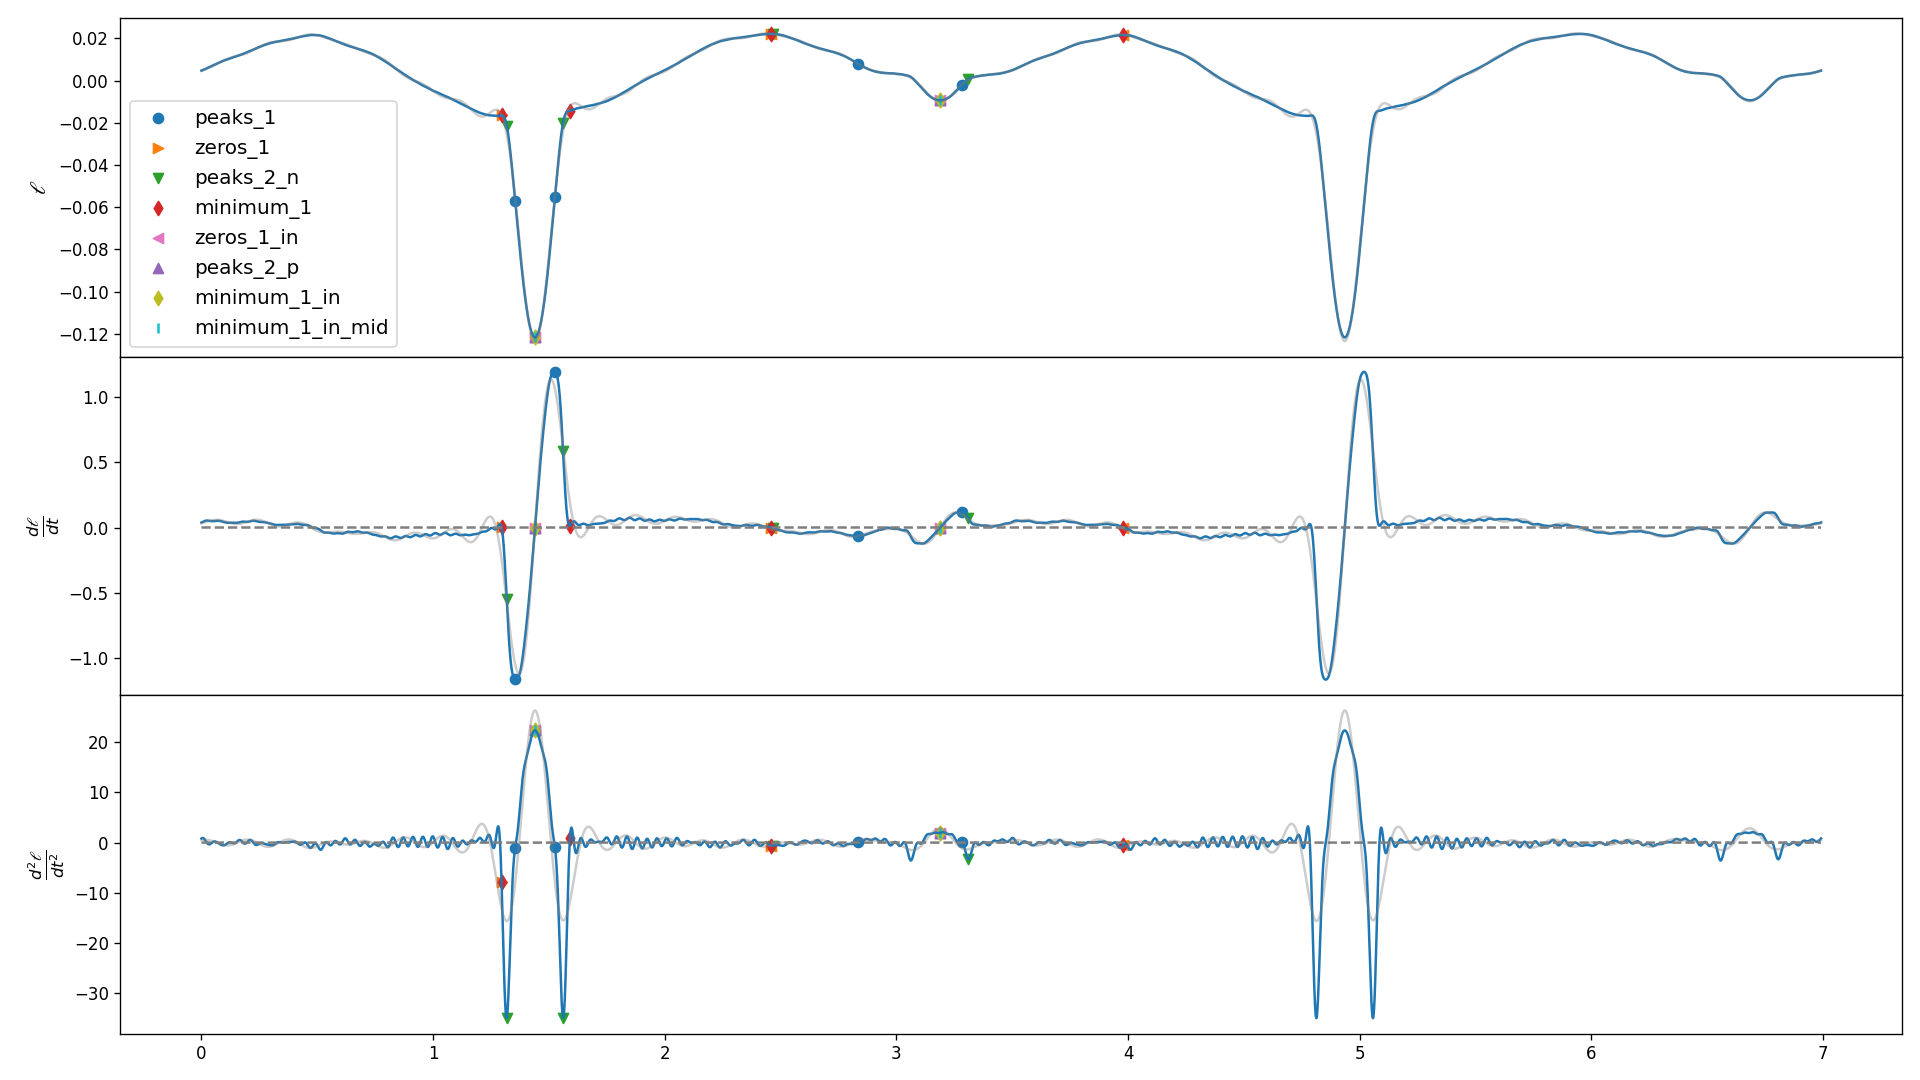 0.02
0.00
−0.02
−0.04
−0.06
−0.08
−0.10
−0.12
ℓ
peaks_1
zeros_1
peaks_2_n
minimum_1
zeros_1_in
peaks_2_p
minimum_1_in
minimum_1_in_mid
1.0
0.5
0.0
−0.5
−1.0
dℓ/dt
20
10
0
−10
−20
−30
d²ℓ/dt²
0 1 2 3 4 5 6 7